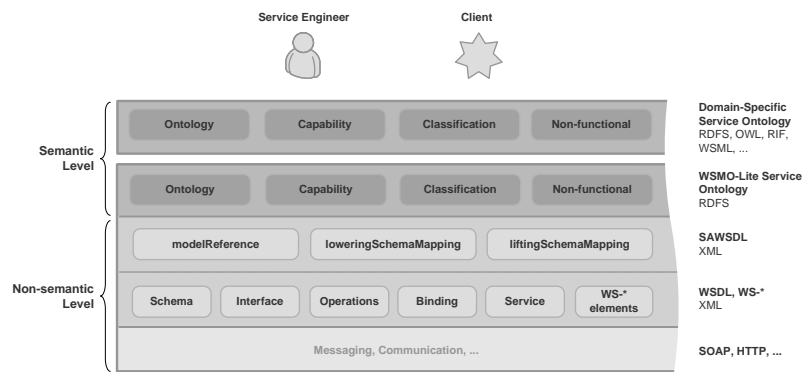 Service Engineer
Client
Semantic
Level
Ontology
Capability
Classification
Non-functional
Domain-Specific
Service Ontology
RDFS, OWL, RIF,
WSML, ...
Ontology
Capability
Classification
Non-functional
WSMO-Lite Service
Ontology
RDFS
Non-semantic
Level
modelReference
loweringSchemaMapping
liftingSchemaMapping
SAWSDL
XML
Schema
Interface
Operations
Binding
Service
WS-*
elements
WSDL, WS-*
XML
Messaging, Communication, ...
SOAP, HTTP, ...